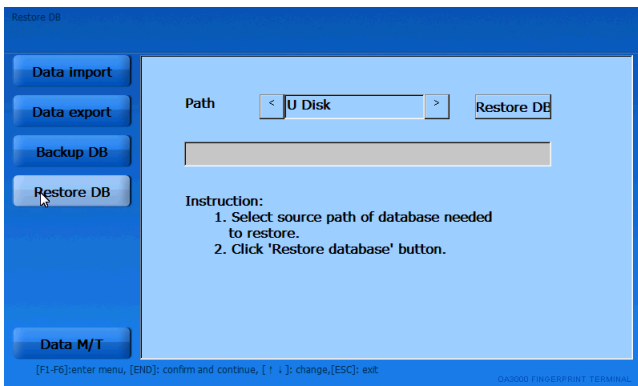 Restore DB
Data import
Data export
Backup DB
Restore DB
Data M/T
Path
<
U Disk
>
Restore DB
Instruction:
1. Select source path of database needed
to restore.
2. Click 'Restore database' button.
[F1-F6]:enter menu, [END]: confirm and continue, [ ↑ ↓ ]: change,[ESC]: exit
OA3000 FINGERPRINT TERMINAL